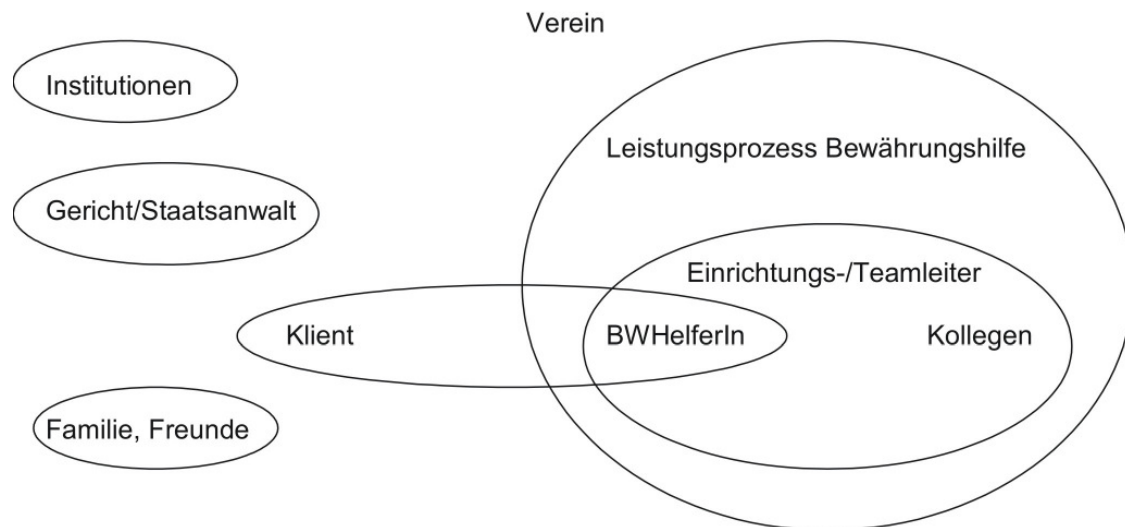 Verein
Institutionen
Leistungsprozess Bewährungshilfe
Gericht/Staatsanwalt
Einrichtungs-/Teamleiter
Klient
BWHelferIn
Kollegen
Familie, Freunde